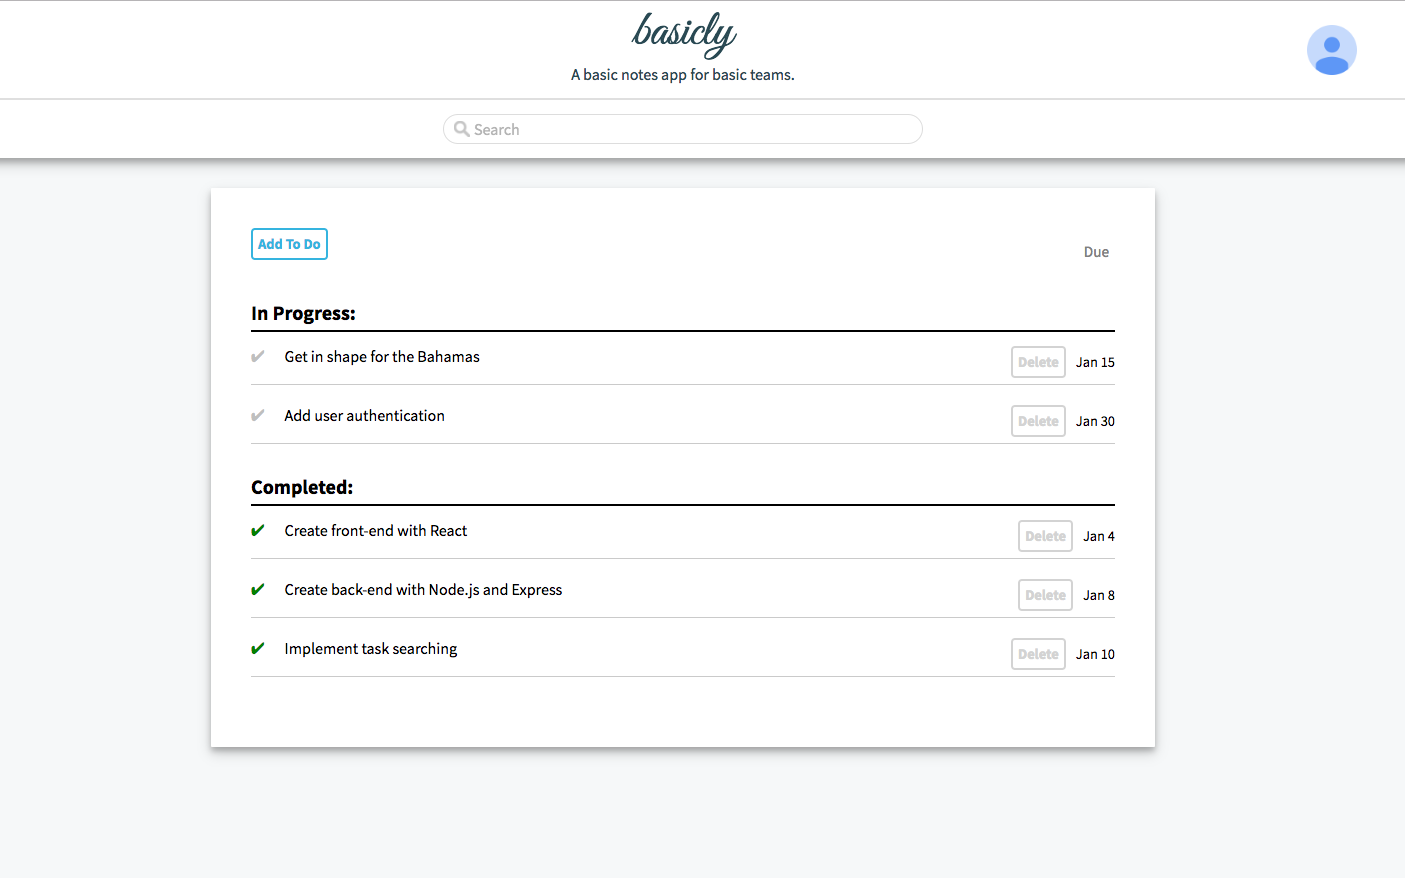 basicly
A basic notes app for basic teams.
Search
Add To Do
Due
In Progress:
✔ Get in shape for the Bahamas Delete Jan 15
✔ Add user authentication Delete Jan 30
Completed:
✔ Create front-end with React Delete Jan 4
✔ Create back-end with Node.js and Express Delete Jan 8
✔ Implement task searching Delete Jan 10